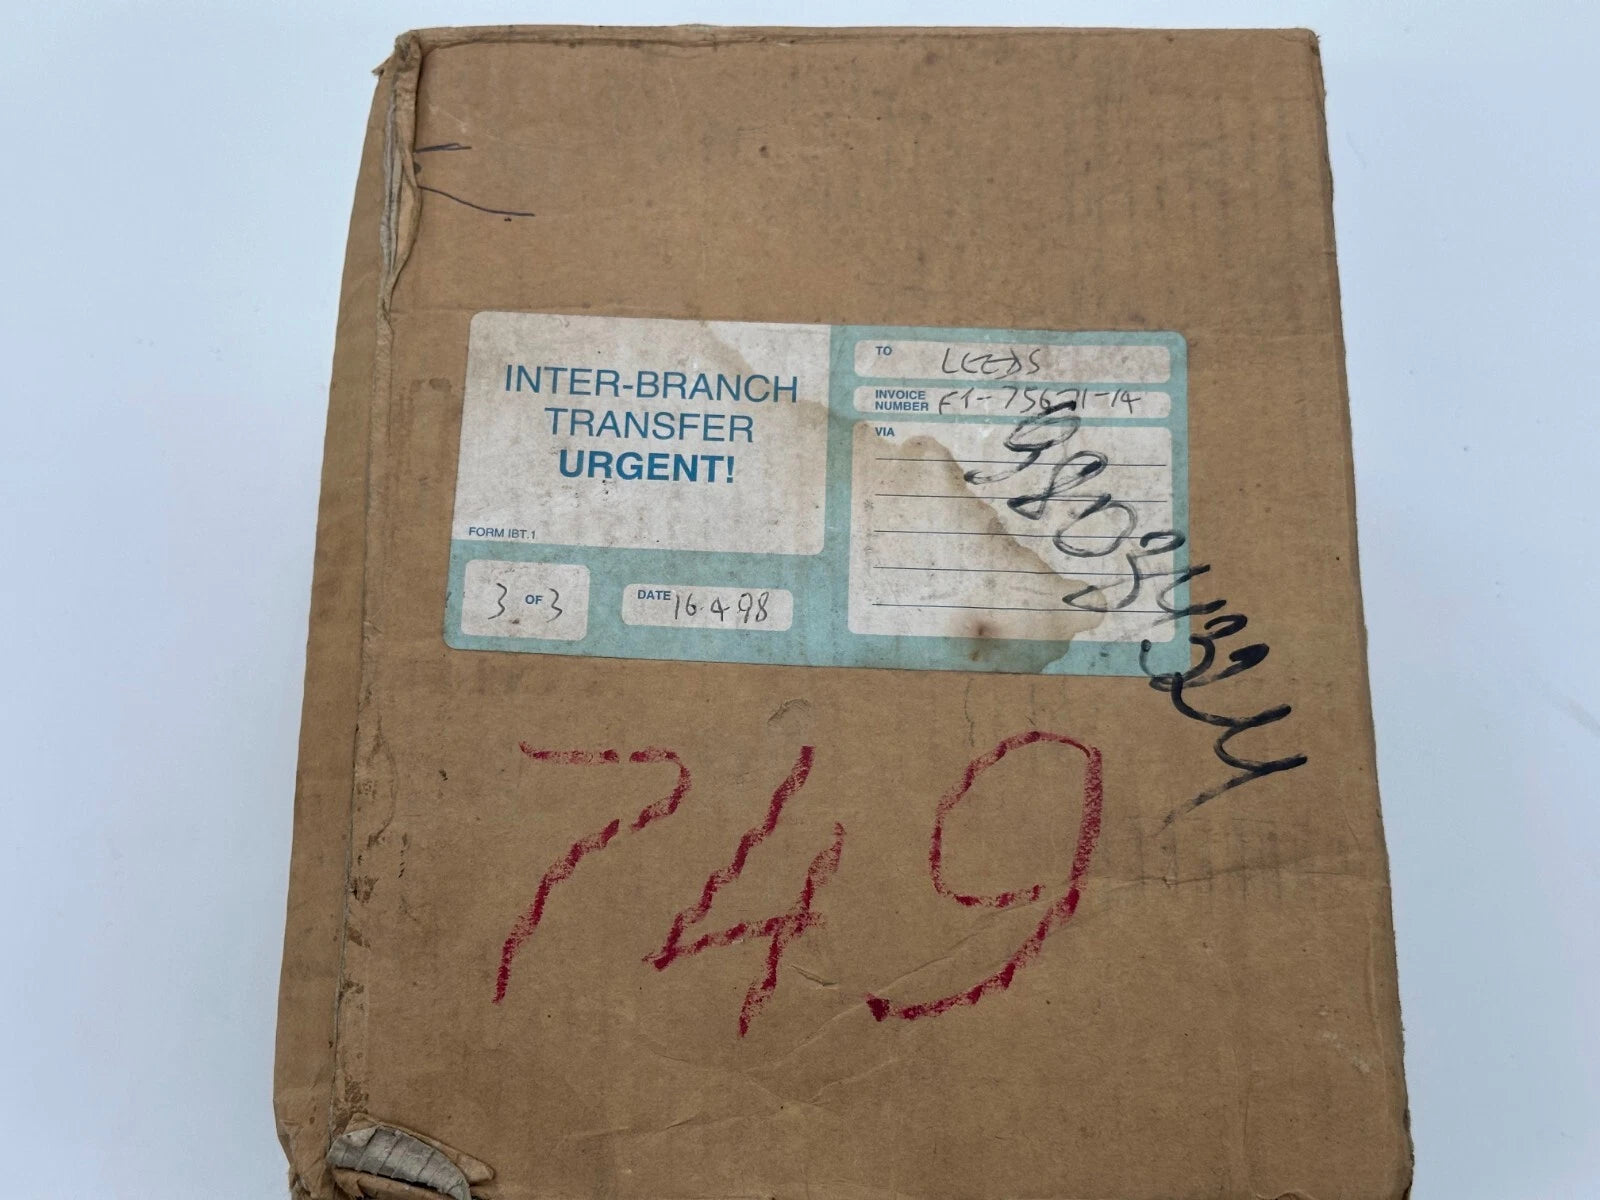 INTER-BRANCH
TRANSFER
URGENT!
FORM IBT.1
3 OF 3
DATE 16.4.98
TO LEEDS
INVOICE
NUMBER
VIA
749